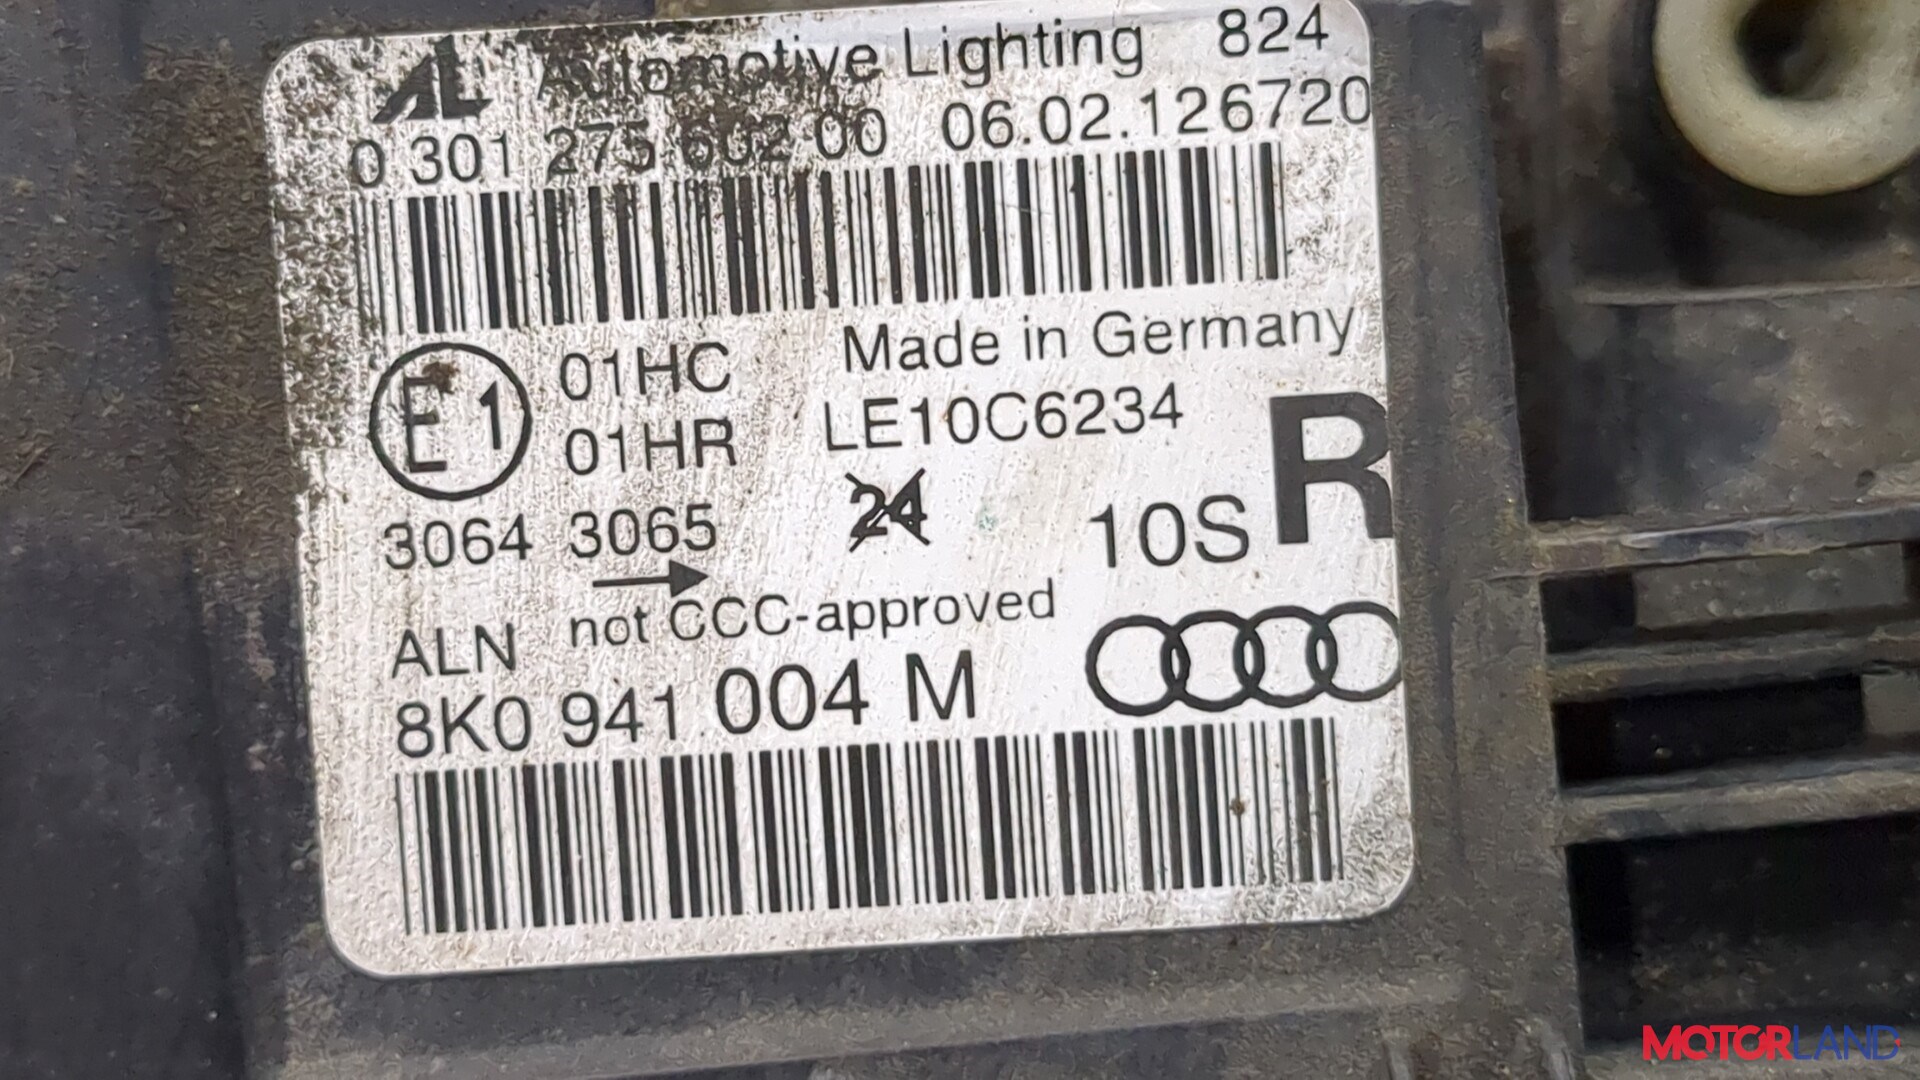 AL Automotive Lighting 824
0 301 275 602 00 06.02.126720
Made in Germany
E1 01HC
01HR LE10C6234
R
3064 3065 24 10S
not CCC-approved
ALN
8K0 941 004 M
MOTORLAND